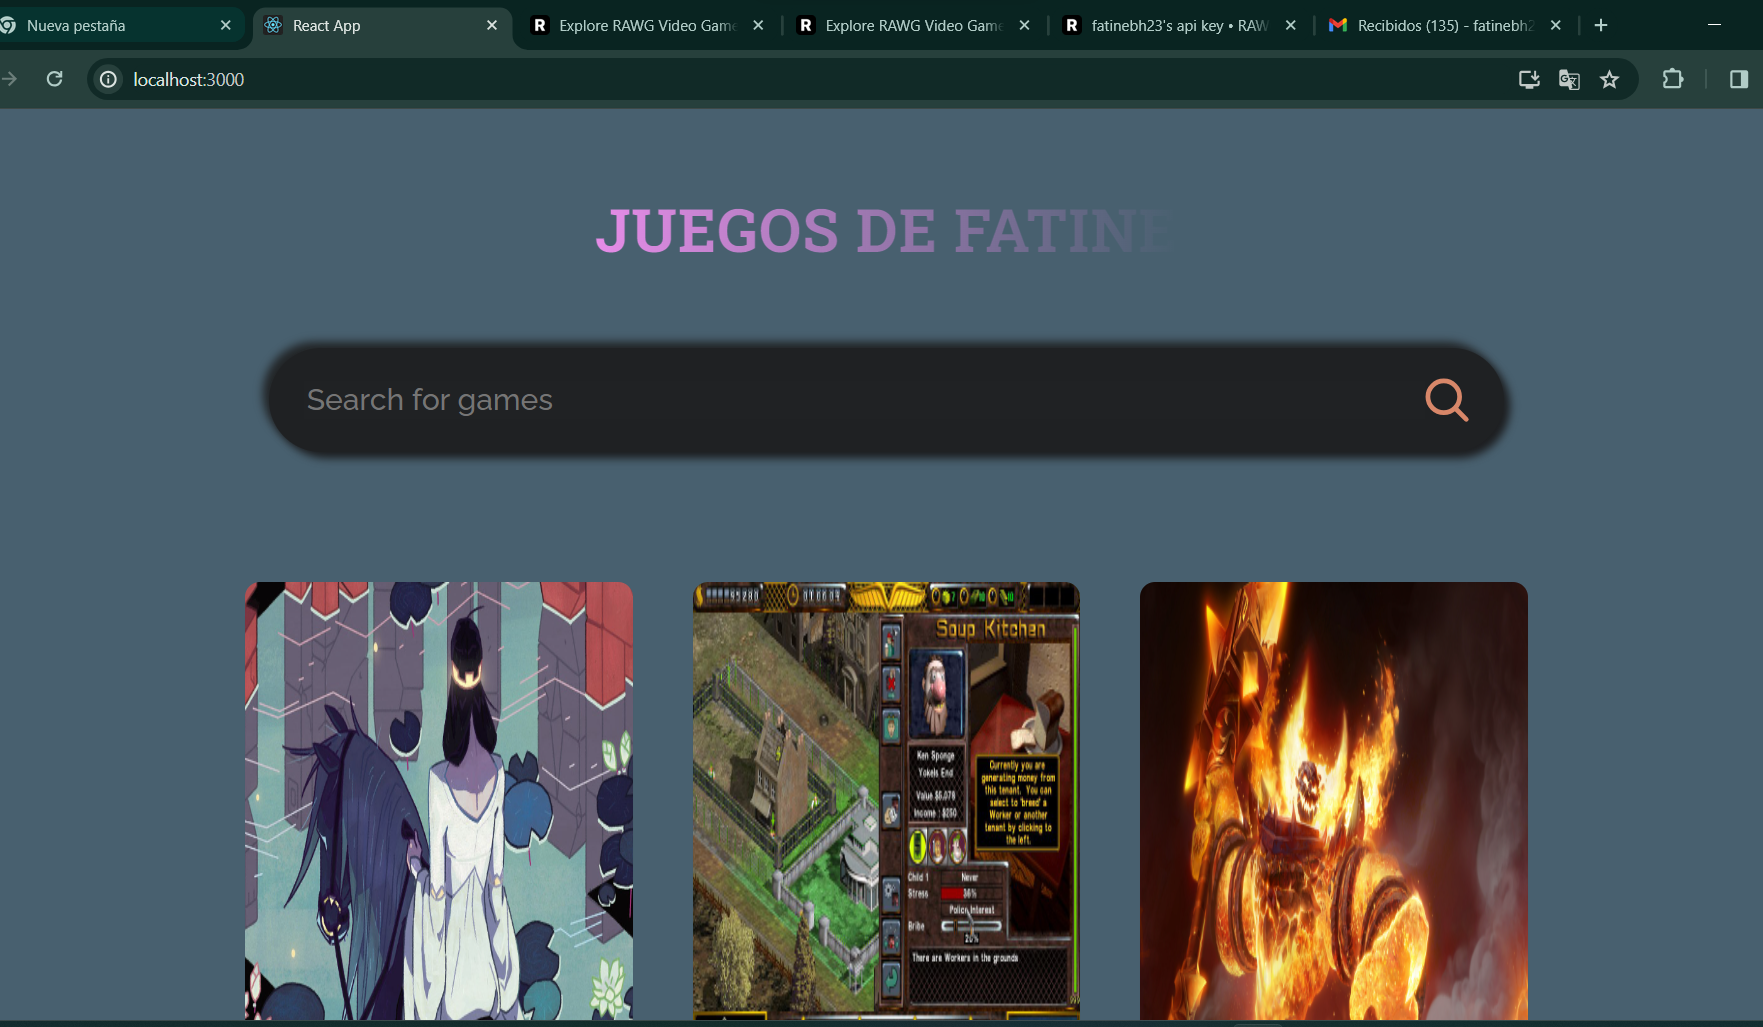 Nueva pestaña
React App
Explore RAWG Video Game
Explore RAWG Video Game
fatinebh23's api key • RAW
Recibidos (135) - fatinebh2
localhost:3000
JUEGOS DE FATINE
Search for games
95280
Soup Kitchen
Ken Sponge
Yokels End
Value $5,078
Income : $250
Currently you are
generating money from
this tenant. You can
select to 'breed' a
Worker or another
tenant by clicking to
the left.
Child 1 Never
Stress 36%
Police Interest
Bribe
20%
There are Workers in the grounds